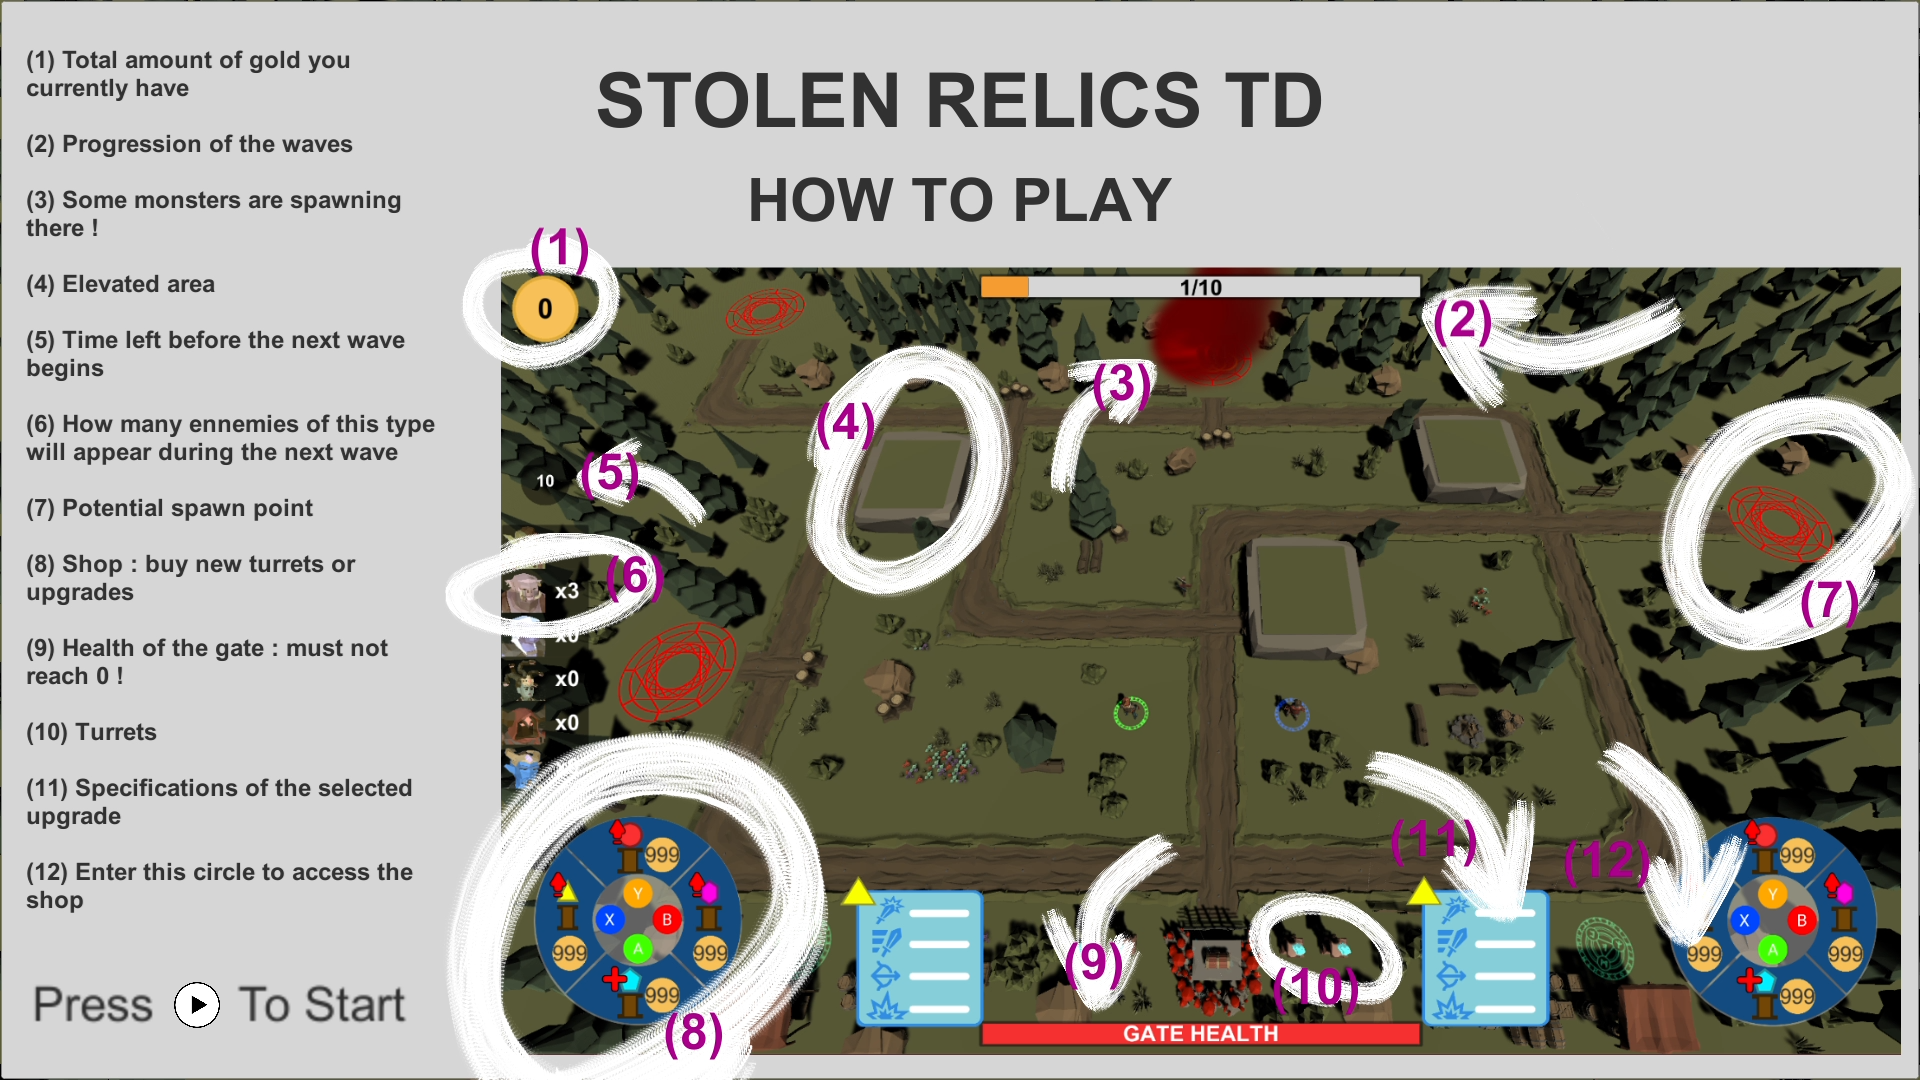 (1) Total amount of gold you
currently have
(2) Progression of the waves
(3) Some monsters are spawning
there !
(4) Elevated area
(5) Time left before the next wave
begins
(6) How many ennemies of this type
will appear during the next wave
(7) Potential spawn point
(8) Shop : buy new turrets or
upgrades
(9) Health of the gate : must not
reach 0 !
(10) Turrets
(11) Specifications of the selected
upgrade
(12) Enter this circle to access the
shop
Press To Start
STOLEN RELICS TD
HOW TO PLAY
(1)
0
1/10
(2)
(3)
(4)
10
(5)
x3
(6)
x0
x0
x0
(7)
999
Y
X
B
999
999
A
999
(8)
(9)
(10)
(11)
(12)
999
Y
X
B
999
999
A
999
GATE HEALTH